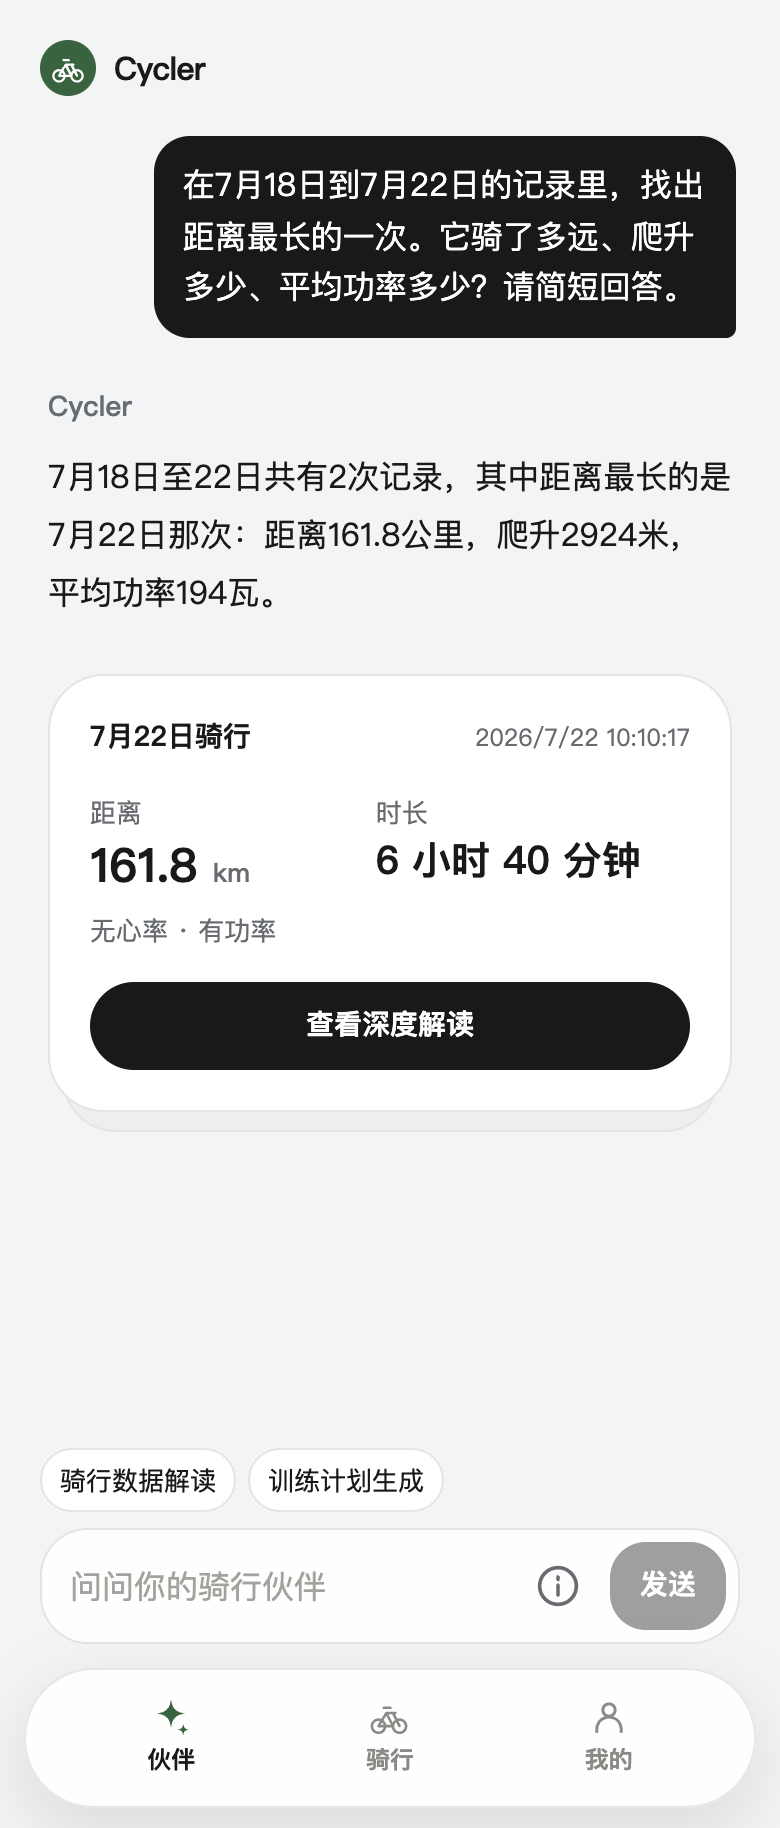 Cycler
在7月18日到7月22日的记录里，找出
距离最长的一次。它骑了多远、爬升
多少、平均功率多少？请简短回答。
Cycler
7月18日至22日共有2次记录，其中距离最长的是
7月22日那次：距离161.8公里，爬升2924米，
平均功率194瓦。
7月22日骑行 2026/7/22 10:10:17
距离 时长
161.8 km 6 小时 40 分钟
无心率 · 有功率
查看深度解读
骑行数据解读 训练计划生成
问问你的骑行伙伴 发送
伙伴 骑行 我的